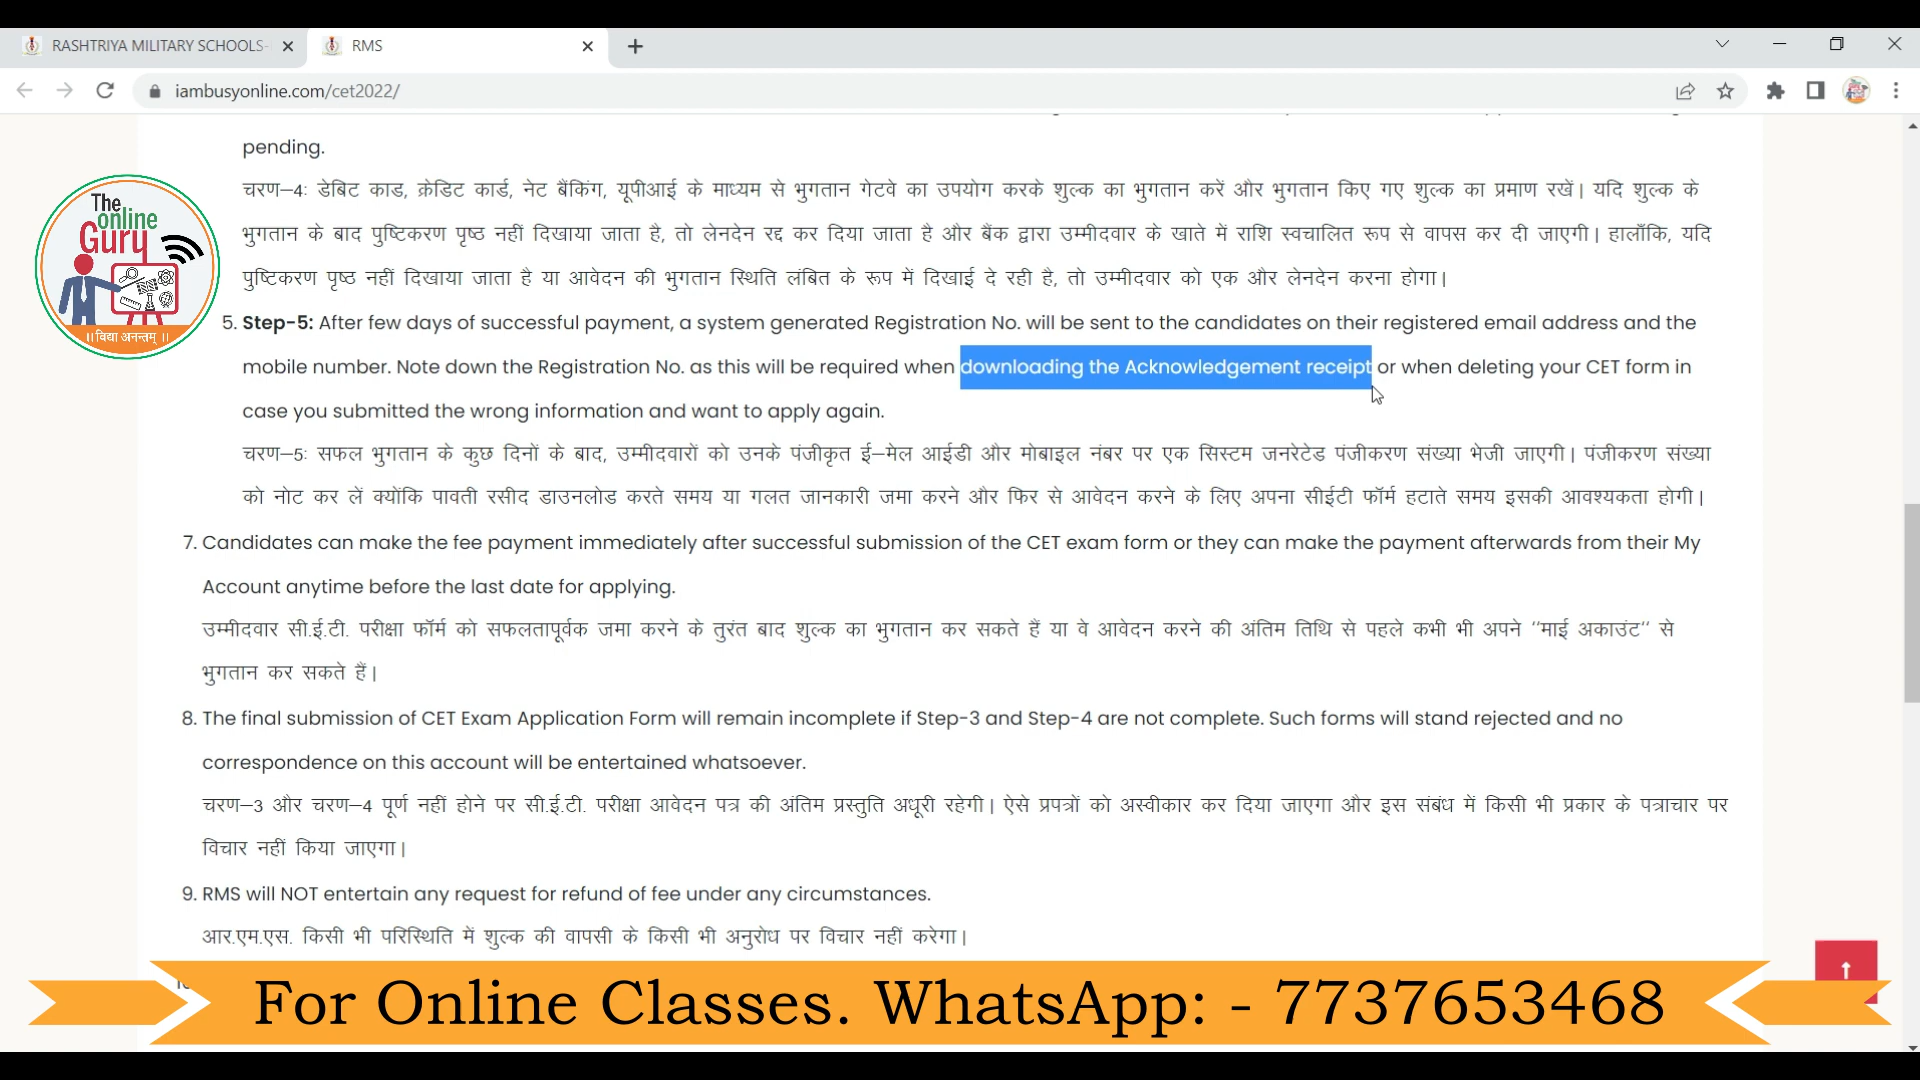 RASHTRIYA MILITARY SCHOOLS-
RMS
iambusyonline.com/cet2022/
The
online
Guru
।। विद्या अनन्तम् ।।
pending.
चरण–4: डेबिट काड, क्रेडिट कार्ड, नेट बैंकिंग, यूपीआई के माध्यम से भुगतान गेटवे का उपयोग करके शुल्क का भुगतान करें और भुगतान किए गए शुल्क का प्रमाण रखें। यदि शुल्क के
भुगतान के बाद पुष्टिकरण पृष्ठ नहीं दिखाया जाता है, तो लेनदेन रद्द कर दिया जाता है और बैंक द्वारा उम्मीदवार के खाते में राशि स्वचालित रूप से वापस कर दी जाएगी। हालाँकि, यदि
पुष्टिकरण पृष्ठ नहीं दिखाया जाता है या आवेदन की भुगतान स्थिति लंबित के रूप में दिखाई दे रही है, तो उम्मीदवार को एक और लेनदेन करना होगा।
5. Step-5: After few days of successful payment, a system generated Registration No. will be sent to the candidates on their registered email address and the
mobile number. Note down the Registration No. as this will be required when downloading the Acknowledgement receipt or when deleting your CET form in
case you submitted the wrong information and want to apply again.
चरण–5: सफल भुगतान के कुछ दिनों के बाद, उम्मीदवारों को उनके पंजीकृत ई–मेल आईडी और मोबाइल नंबर पर एक सिस्टम जनरेटेड पंजीकरण संख्या भेजी जाएगी। पंजीकरण संख्या
को नोट कर लें क्योंकि पावती रसीद डाउनलोड करते समय या गलत जानकारी जमा करने और फिर से आवेदन करने के लिए अपना सीईटी फॉर्म हटाते समय इसकी आवश्यकता होगी।
7. Candidates can make the fee payment immediately after successful submission of the CET exam form or they can make the payment afterwards from their My
Account anytime before the last date for applying.
उम्मीदवार सी.ई.टी. परीक्षा फॉर्म को सफलतापूर्वक जमा करने के तुरंत बाद शुल्क का भुगतान कर सकते हैं या वे आवेदन करने की अंतिम तिथि से पहले कभी भी अपने ‘‘माई अकाउंट’’ से
भुगतान कर सकते हैं।
8. The final submission of CET Exam Application Form will remain incomplete if Step-3 and Step-4 are not complete. Such forms will stand rejected and no
correspondence on this account will be entertained whatsoever.
चरण–3 और चरण–4 पूर्ण नहीं होने पर सी.ई.टी. परीक्षा आवेदन पत्र की अंतिम प्रस्तुति अधूरी रहेगी। ऐसे प्रपत्रों को अस्वीकार कर दिया जाएगा और इस संबंध में किसी भी प्रकार के पत्राचार पर
विचार नहीं किया जाएगा।
9. RMS will NOT entertain any request for refund of fee under any circumstances.
आर.एम.एस. किसी भी परिस्थिति में शुल्क की वापसी के किसी भी अनुरोध पर विचार नहीं करेगा।
For Online Classes. WhatsApp: - 7737653468